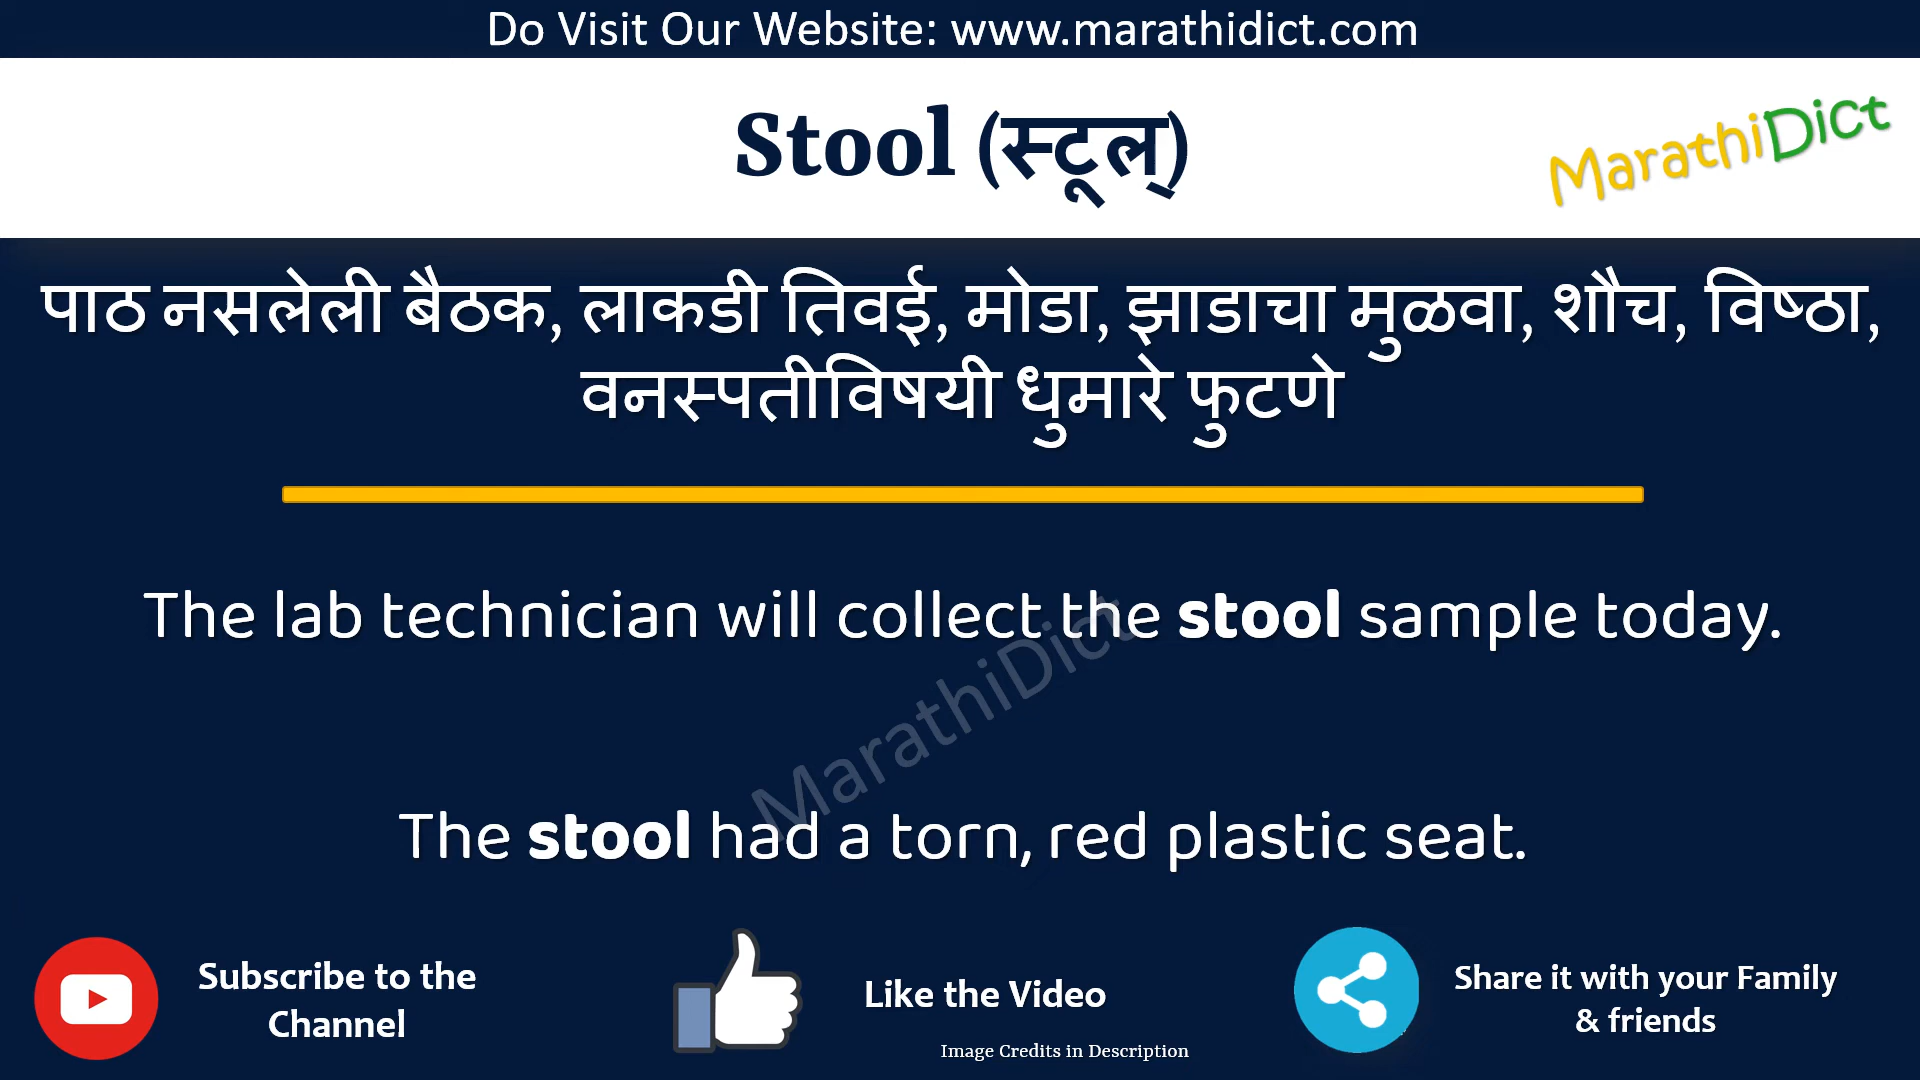 Do Visit Our Website: www.marathidict.com
Stool (स्टूल्)
MarathiDict
पाठ नसलेली बैठक, लाकडी तिवई, मोडा, झाडाचा मुळवा, शौच, विष्ठा,
वनस्पतीविषयी धुमारे फुटणे
The lab technician will collect the stool sample today.
MarathiDict
The stool had a torn, red plastic seat.
Subscribe to the
Channel
Like the Video
Share it with your Family
& friends
Image Credits in Description